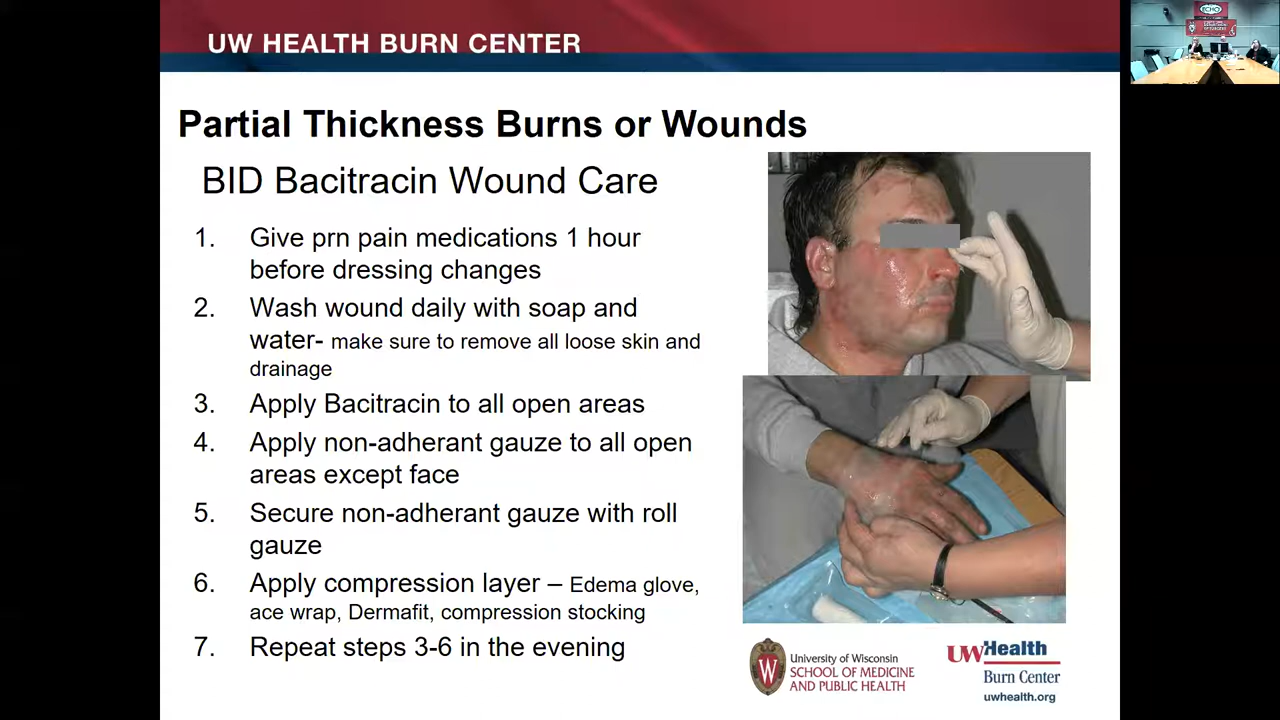 UW HEALTH BURN CENTER
Partial Thickness Burns or Wounds
BID Bacitracin Wound Care
1. Give prn pain medications 1 hour
before dressing changes
2. Wash wound daily with soap and
water- make sure to remove all loose skin and
drainage
3. Apply Bacitracin to all open areas
4. Apply non-adherant gauze to all open
areas except face
5. Secure non-adherant gauze with roll
gauze
6. Apply compression layer – Edema glove,
ace wrap, Dermafit, compression stocking
7. Repeat steps 3-6 in the evening
W
University of Wisconsin
SCHOOL OF MEDICINE
AND PUBLIC HEALTH
UWHealth
Burn Center
uwhealth.org
ECHO